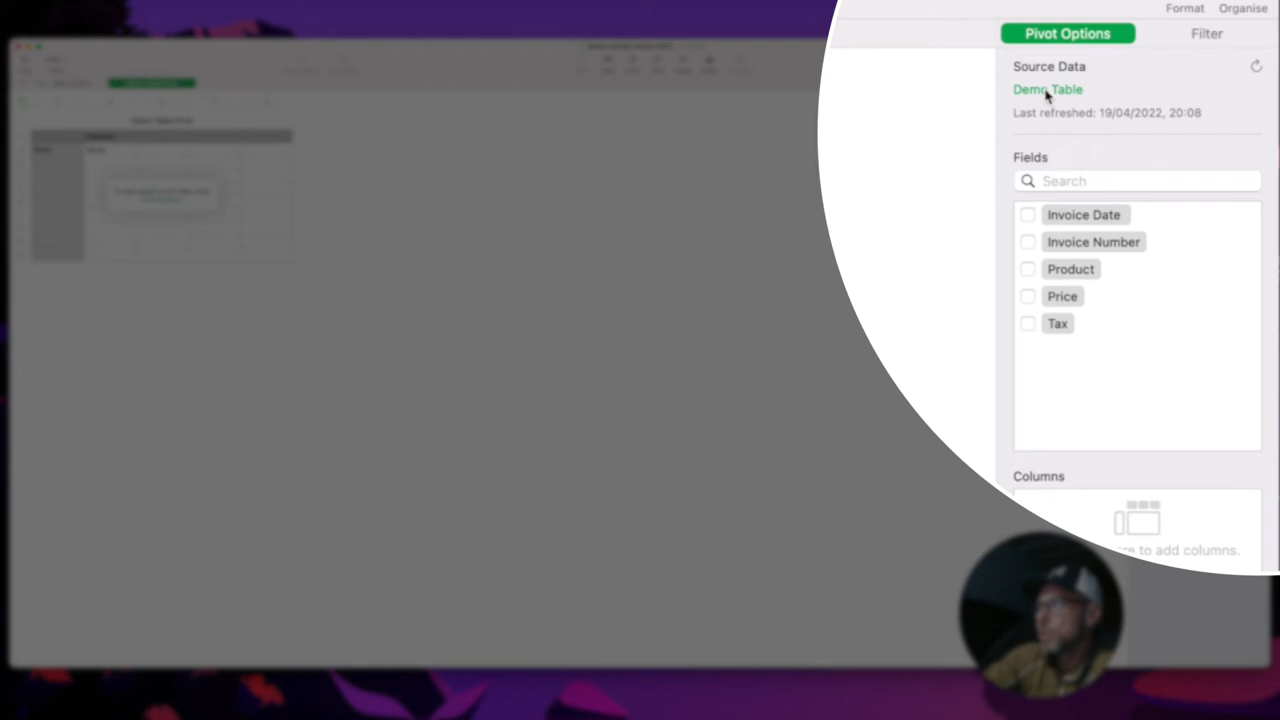 Format Organise
Pivot Options Filter
Source Data
Demo Table
Last refreshed: 19/04/2022, 20:08
Fields
Search
Invoice Date
Invoice Number
Product
Price
Tax
Columns
to add columns.